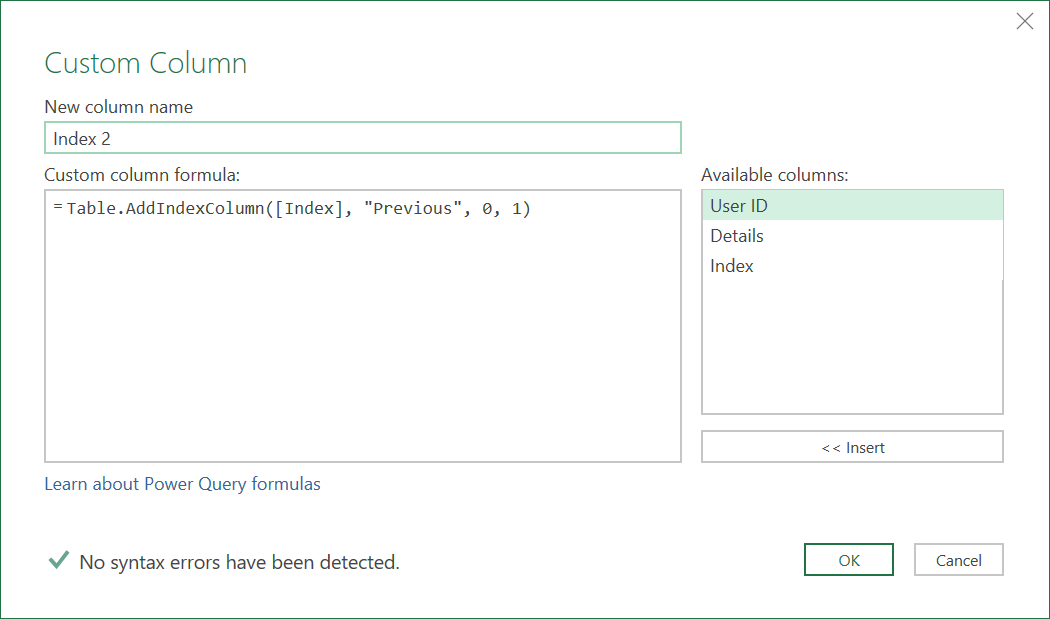 Custom Column
New column name
Index 2
Custom column formula:
=Table.AddIndexColumn([Index], "Previous", 0, 1)
Available columns:
User ID
Details
Index
<< Insert
Learn about Power Query formulas
No syntax errors have been detected.
OK
Cancel